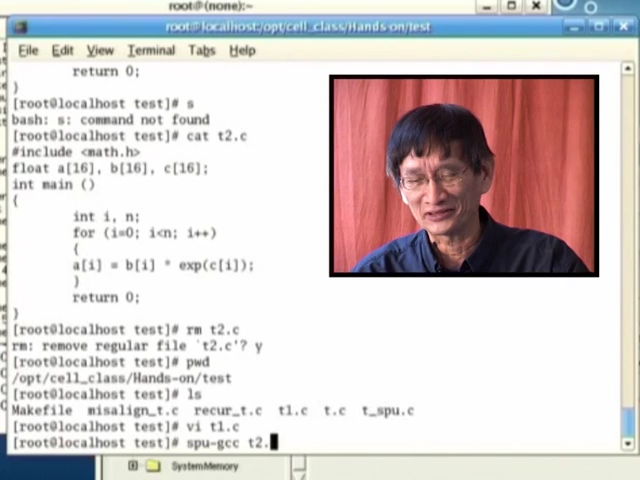 root@(none):~
root@localhost:/opt/cell_class/Hands-on/test
File Edit View Terminal Tabs Help
return 0;
}
[root@localhost test]# s
bash: s: command not found
[root@localhost test]# cat t2.c
#include <math.h>
float a[16], b[16], c[16];
int main ()
{
int i, n;
for (i=0; i<n; i++)
{
a[i] = b[i] * exp(c[i]);
}
return 0;
}
[root@localhost test]# rm t2.c
rm: remove regular file `t2.c'? y
[root@localhost test]# pwd
/opt/cell_class/Hands-on/test
[root@localhost test]# ls
Makefile misalign_t.c recur_t.c t1.c t.c t_spu.c
[root@localhost test]# vi t1.c
[root@localhost test]# spu-gcc t2.
SystemMemory